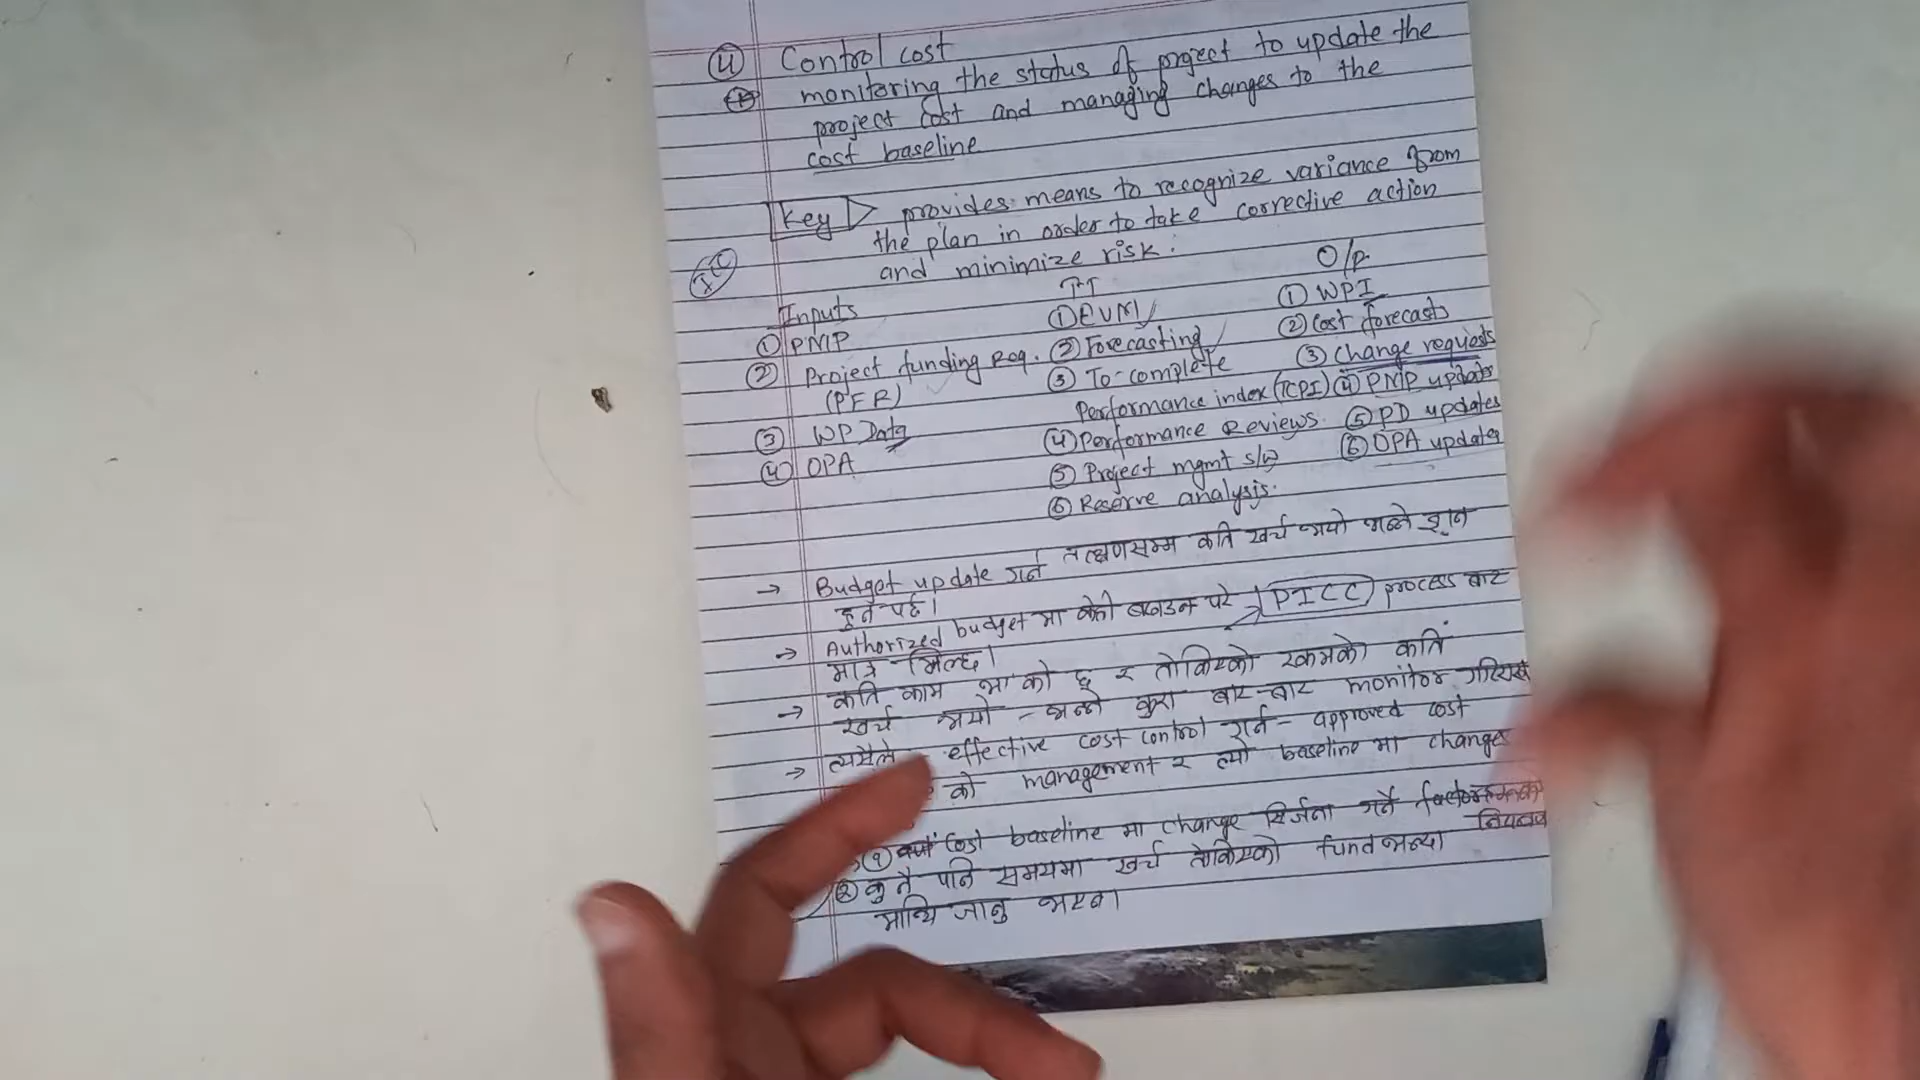 ④ Control cost
monitoring the status of project to update the
project cost and managing changes to the
cost baseline
Key provides means to recognize variance from
the plan in order to take corrective action
and minimize risk.
Inputs TT O/p
① PMP ① EVM ① WPI
② Project funding Req. ② Forecasting ② Cost forecasts
(PFR) ③ To-complete ③ Change requests
Performance index (TCPI) ④ PMP updates
③ WP Data ④ Performance Reviews. ⑤ PD updates
④ OPA ⑤ Project mgmt s/w ⑥ OPA updates
⑥ Reserve analysis.
→ Budget update गर्न तत्क्षणसम्म कति खर्च भयो भन्ने ज्ञान
हुनै पर्छ।
→ Authorized budget मा केही बढाउन परे PICC process बाट
मात्र मिल्छ।
→ कति काम भाको छ र तोकिएको रकमको कति
खर्च भयो - भन्ने कुरा बार-बार monitor
→ त्यसैले effective cost control गर्न - approved cost
को management र त्यो baseline मा changes
① Cost baseline मा change सिर्जना गर्ने
② कुनै पनि समयमा खर्च तोकिएको fund भन्दा
माथि जानु भएन।